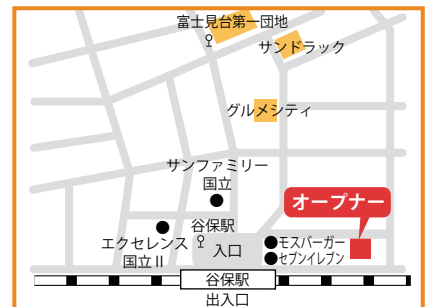 富士見台第一団地
サンドラック
グルメシティ
サンファミリー
国立
オープナー
谷保駅
エクセレンス
国立II
入口
モスバーガー
セブンイレブン
谷保駅
出入口